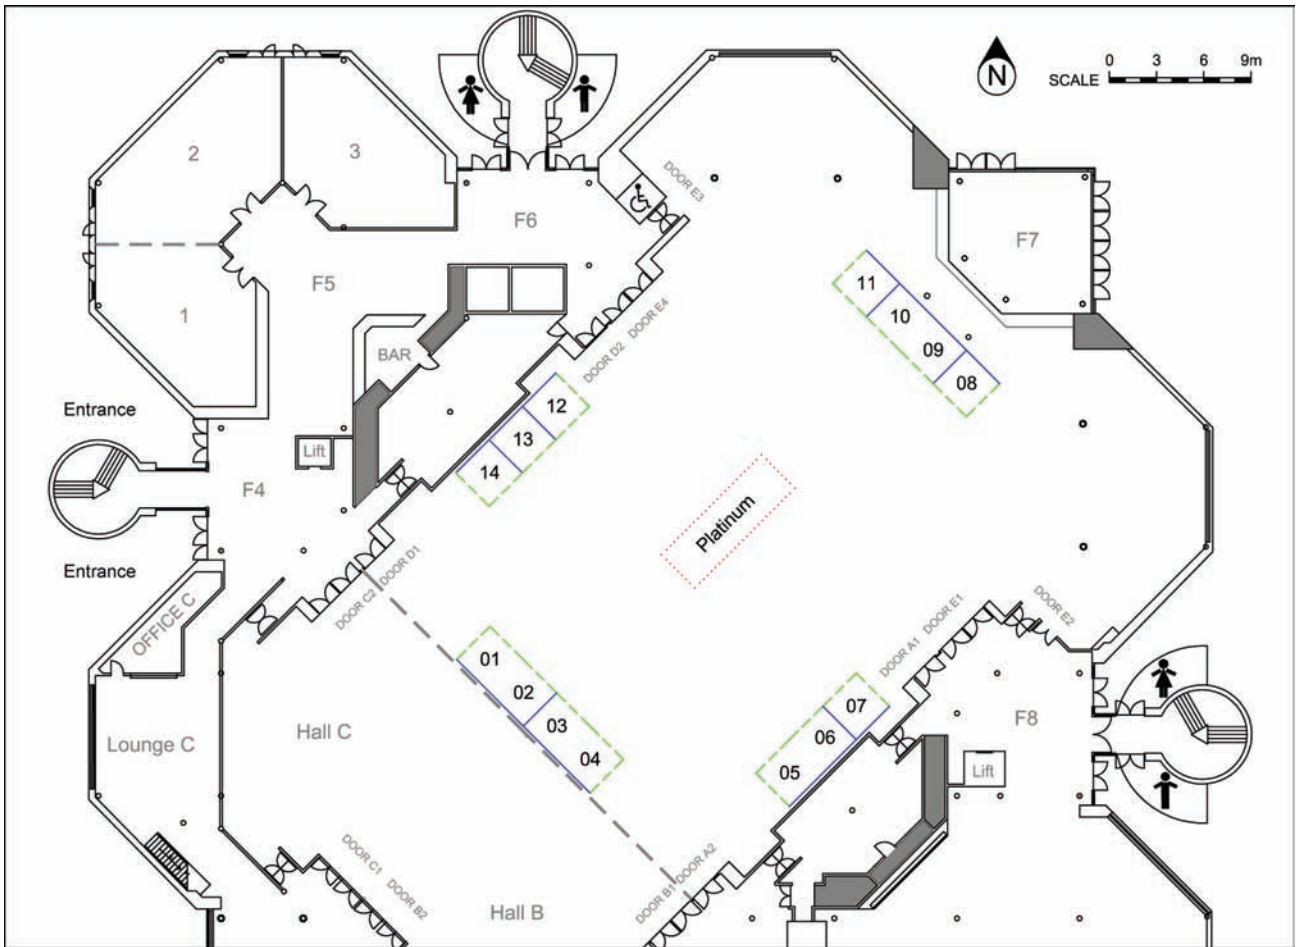 N
SCALE
0 3 6 9m
2
3
DOOR E3
F6
F7
F5
11
1
10
BAR
09
DOOR E4
DOOR D2
08
Entrance
12
13
Lift
14
F4
Platinum
Entrance
DOOR D1
DOOR C2
OFFICE C
DOOR E1
DOOR E2
DOOR A1
01
02
03
04
07
06
05
F8
Hall C
Lounge C
Lift
DOOR C1
DOOR B2
DOOR A2
DOOR B1
Hall B